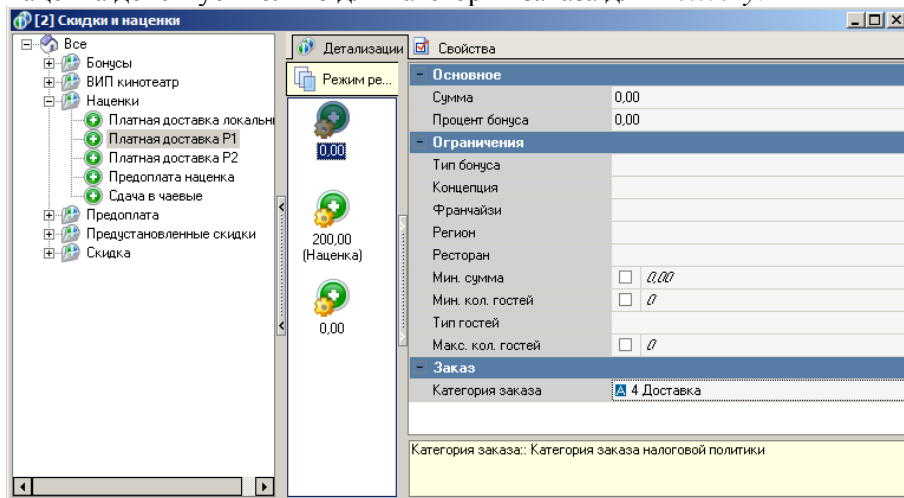 [2] Скидки и наценки
Все
Бонусы
ВИП кинотеатр
Наценки
Платная доставка локальн
Платная доставка Р1
Платная доставка Р2
Предоплата наценка
Сдача в чаевые
Предоплата
Предустановленные скидки
Скидка
Детализации
Режим ре...
0,00
200,00
(Наценка)
0,00
Свойства
Основное
Сумма 0,00
Процент бонуса 0,00
Ограничения
Тип бонуса
Концепция
Франчайзи
Регион
Ресторан
Мин. сумма 0,00
Мин. кол. гостей 0
Тип гостей
Макс. кол. гостей 0
Заказ
Категория заказа 4 Доставка
Категория заказа:: Категория заказа налоговой политики